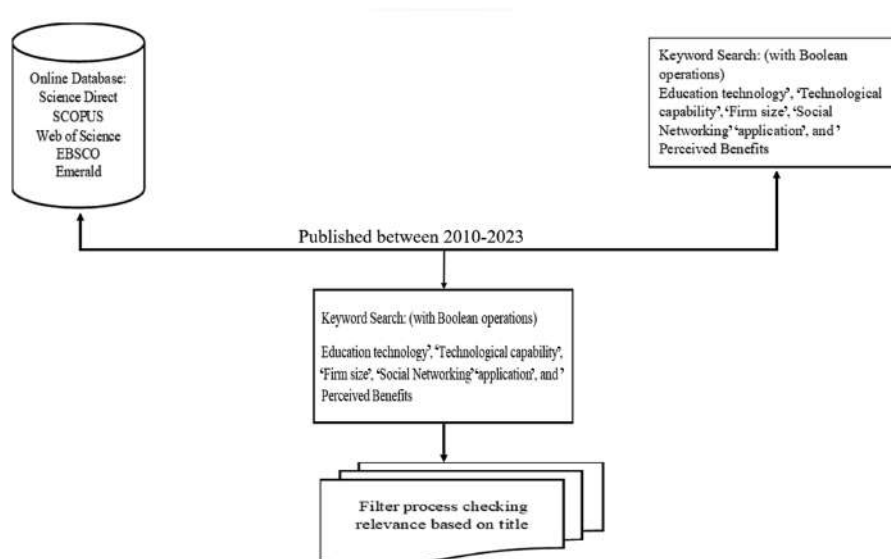 Online Database:
Science Direct
SCOPUS
Web of Science
EBSCO
Emerald
Keyword Search: (with Boolean
operations)
Education technology’, ‘Technological
capability’, ‘Firm size’, ‘Social
Networking’ ‘application’, and ’
Perceived Benefits
Published between 2010-2023
Keyword Search: (with Boolean operations)
Education technology’, ‘Technological capability’,
‘Firm size’, ‘Social Networking’ ‘application’, and ’
Perceived Benefits
Filter process checking
relevance based on title